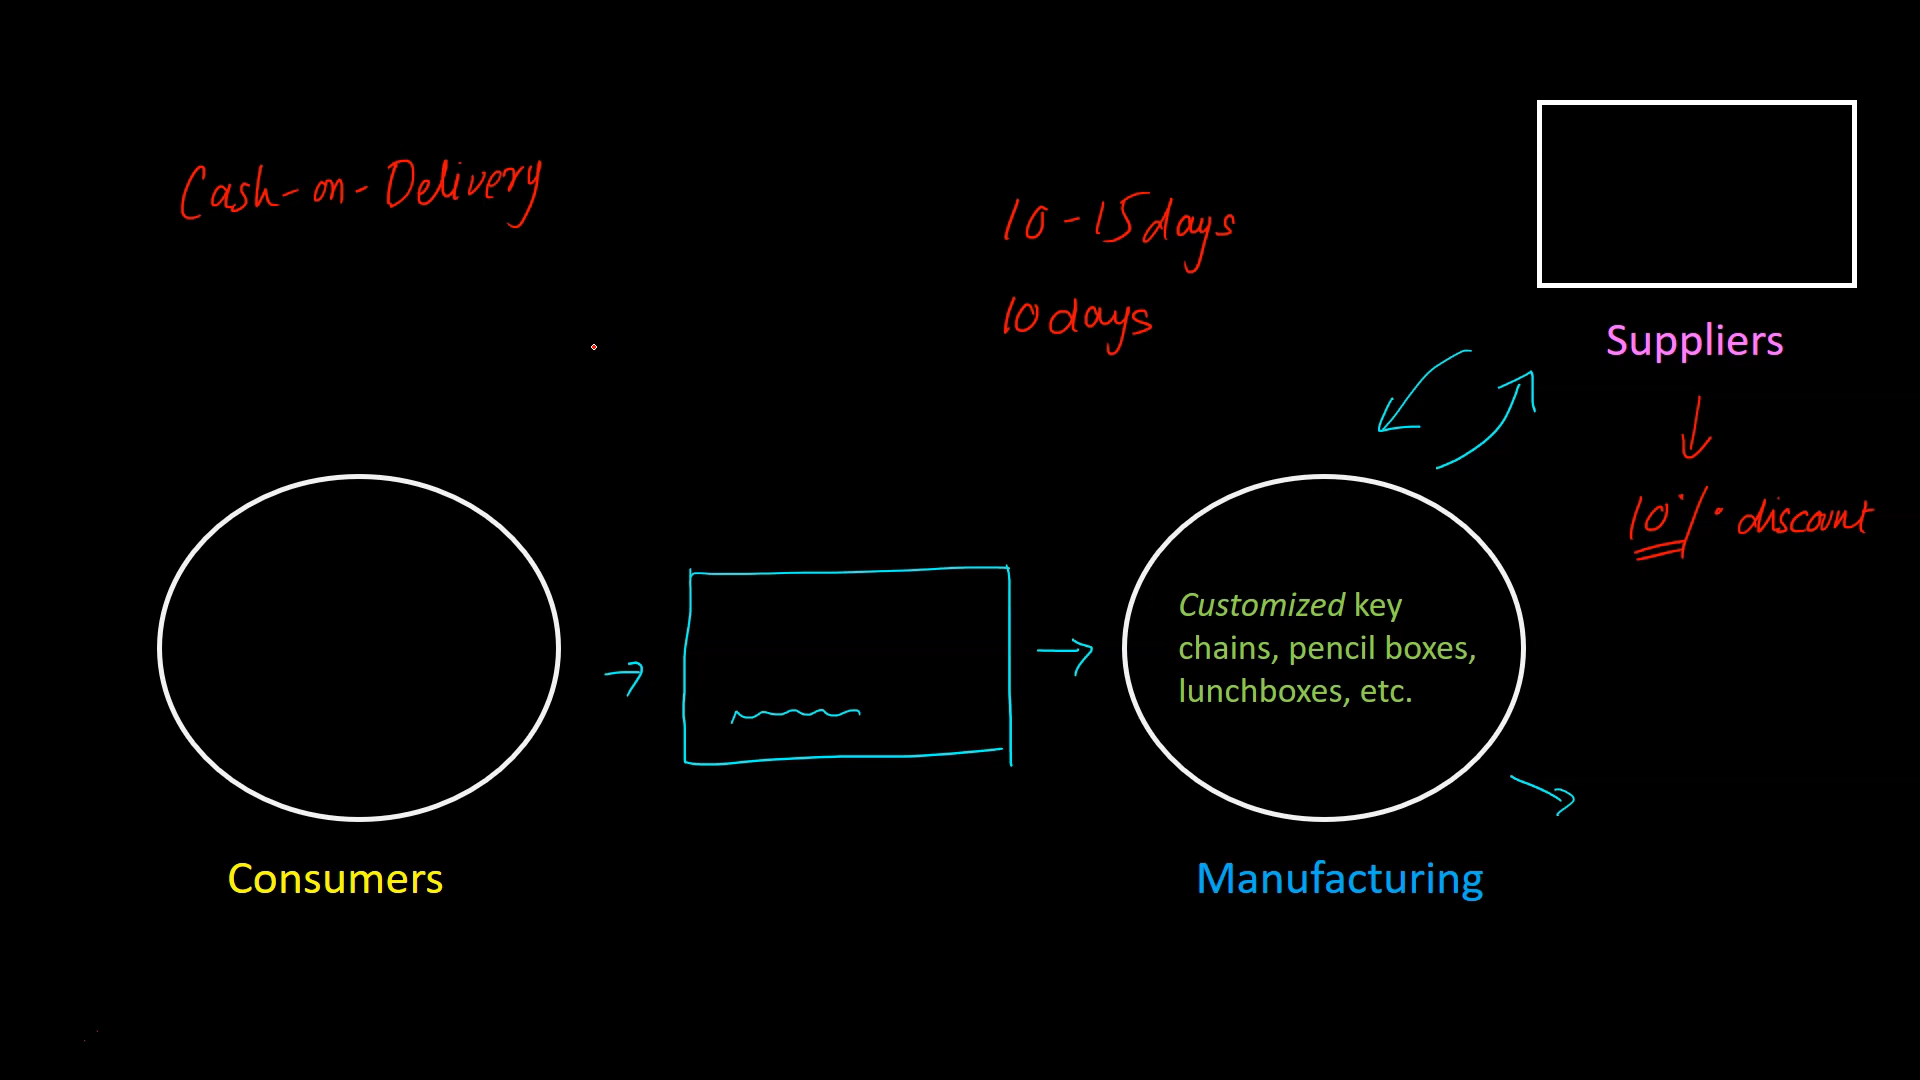 Cash-on-Delivery
10-15 days
10 days
Suppliers
10% discount
Customized key
chains, pencil boxes,
lunchboxes, etc.
Consumers
Manufacturing